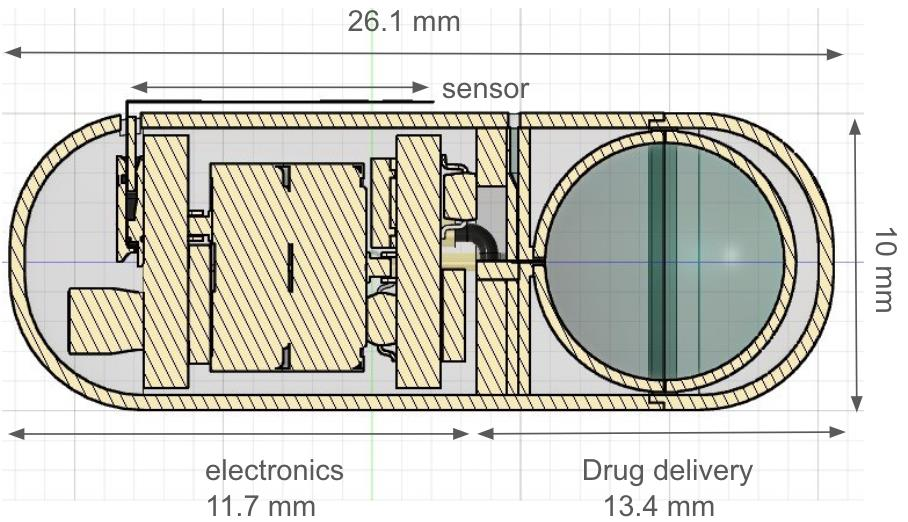 26.1 mm
sensor
10 mm
electronics
11.7 mm
Drug delivery
13.4 mm